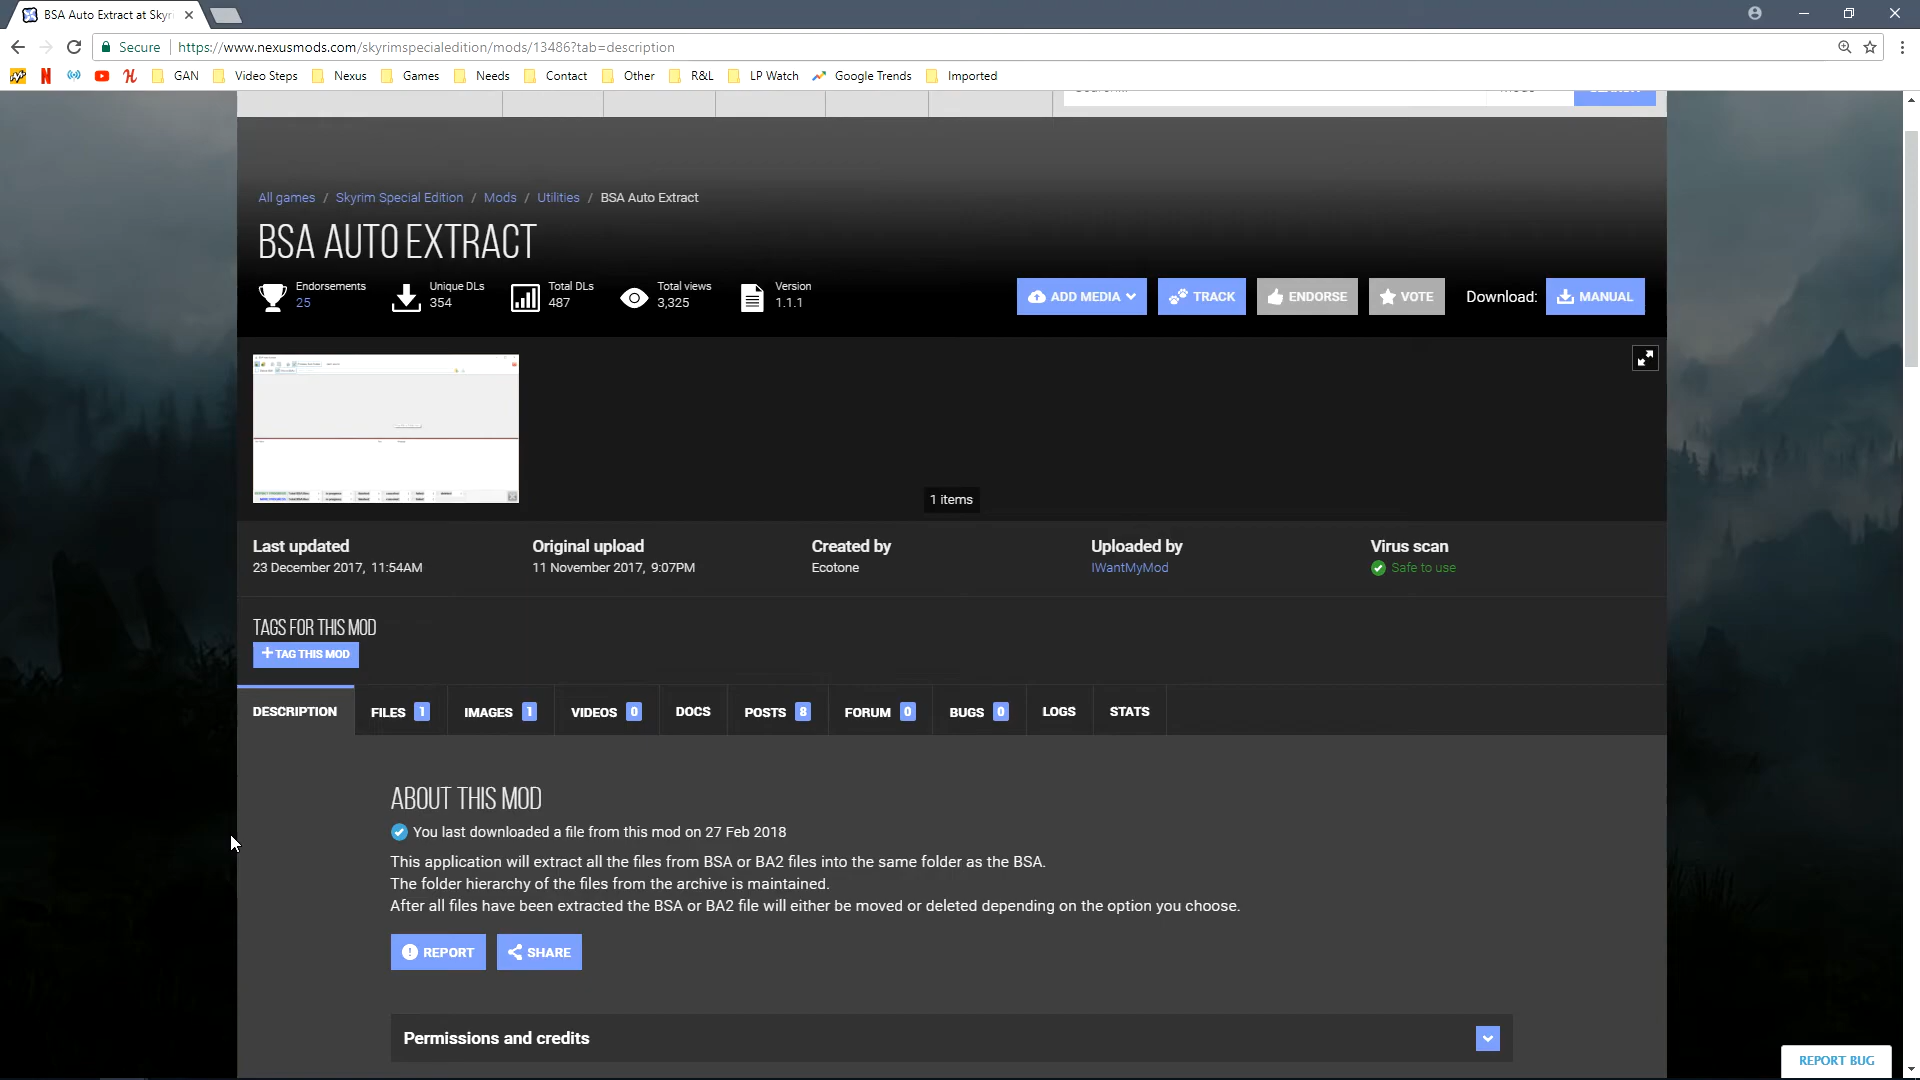 BSA Auto Extract at Skyr
Secure https://www.nexusmods.com/skyrimspecialedition/mods/13486?tab=description
GAN Video Steps Nexus Games Needs Contact Other R&L LP Watch Google Trends Imported
All games / Skyrim Special Edition / Mods / Utilities / BSA Auto Extract
BSA AUTO EXTRACT
Endorsements Unique DLs Total DLs Total views Version
25 354 487 3,325 1.1.1
ADD MEDIA TRACK ENDORSE VOTE Download: MANUAL
1 items
Last updated Original upload Created by Uploaded by Virus scan
23 December 2017, 11:54AM 11 November 2017, 9:07PM Ecotone IWantMyMod Safe to use
TAGS FOR THIS MOD
+ TAG THIS MOD
DESCRIPTION FILES 1 IMAGES 1 VIDEOS 0 DOCS POSTS 8 FORUM 0 BUGS 0 LOGS STATS
ABOUT THIS MOD
You last downloaded a file from this mod on 27 Feb 2018
This application will extract all the files from BSA or BA2 files into the same folder as the BSA.
The folder hierarchy of the files from the archive is maintained.
After all files have been extracted the BSA or BA2 file will either be moved or deleted depending on the option you choose.
REPORT SHARE
Permissions and credits
REPORT BUG